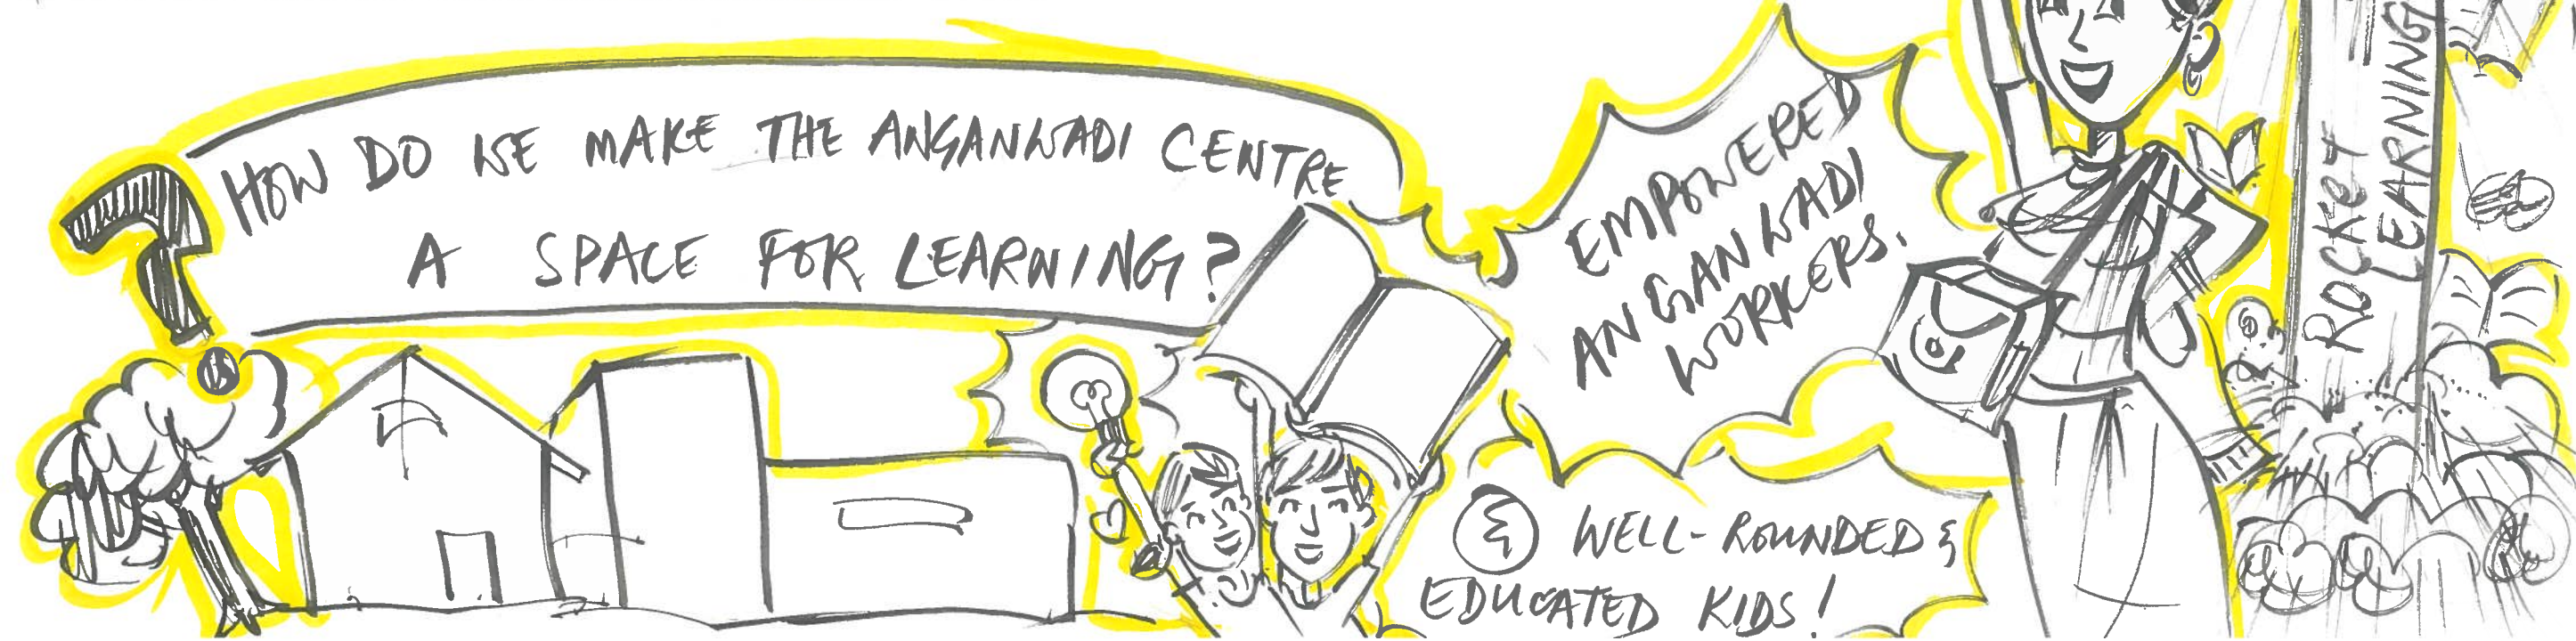 HOW DO WE MAKE THE ANGANWADI CENTRE
A SPACE FOR LEARNING?
EMPOWERED
ANGANWADI
WORKERS.
& WELL-ROUNDED &
EDUCATED KIDS!
ROCKET
LEARNING